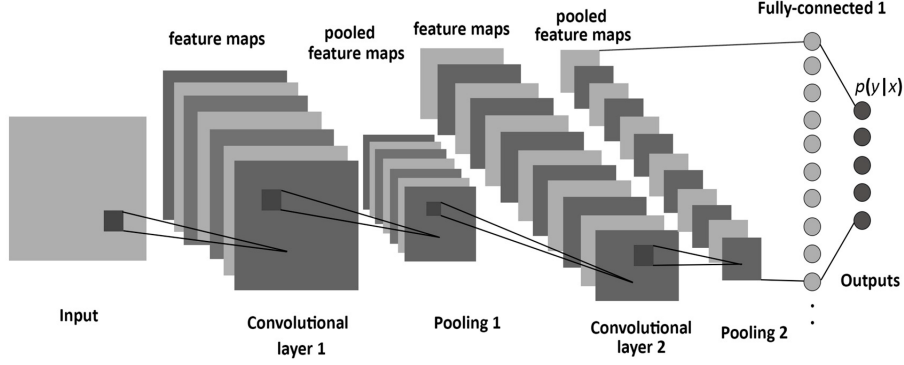 Fully-connected 1
pooled
feature maps
feature maps
pooled
feature maps
feature maps
p(y|x)
Outputs
Input
Convolutional
layer 1
Pooling 1
Convolutional
layer 2
Pooling 2